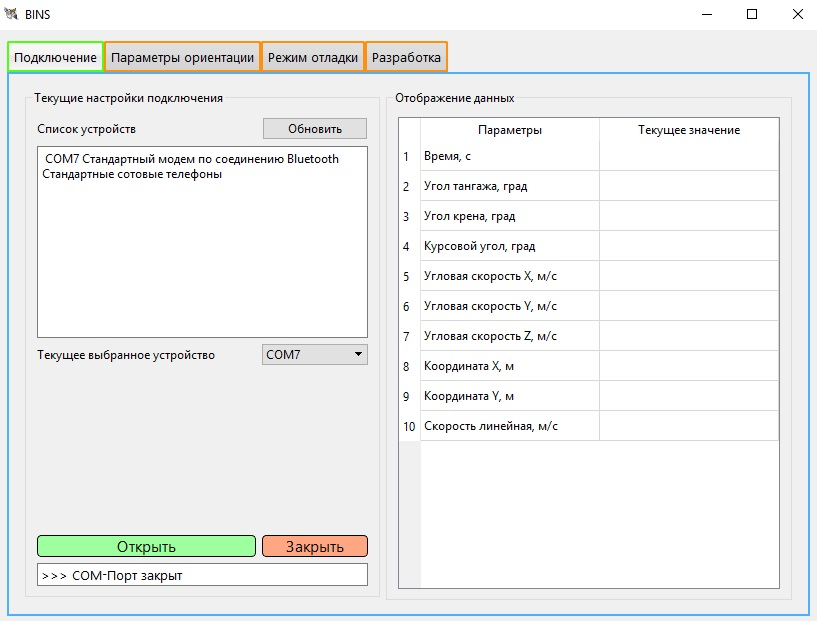 BINS
Подключение Параметры ориентации Режим отладки Разработка
Текущие настройки подключения
Список устройств Обновить
COM7 Стандартный модем по соединению Bluetooth
Стандартные сотовые телефоны
Текущее выбранное устройство COM7
Открыть Закрыть
>>> COM-Порт закрыт
Отображение данных
Параметры Текущее значение
1 Время, с
2 Угол тангажа, град
3 Угол крена, град
4 Курсовой угол, град
5 Угловая скорость X, м/с
6 Угловая скорость Y, м/с
7 Угловая скорость Z, м/с
8 Координата X, м
9 Координата Y, м
10 Скорость линейная, м/с